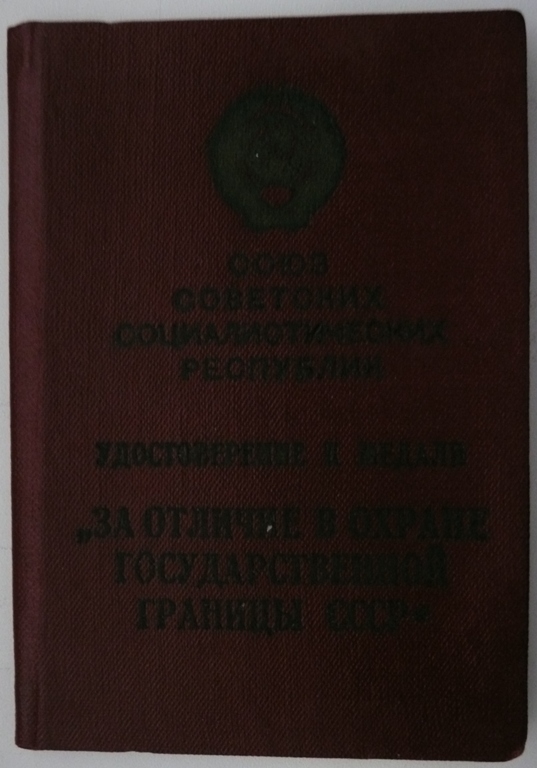 СОЮЗ
СОВЕТСКИХ
СОЦИАЛИСТИЧЕСКИХ
РЕСПУБЛИК
УДОСТОВЕРЕНИЕ К МЕДАЛИ
„ЗА ОТЛИЧИЕ В ОХРАНЕ
ГОСУДАРСТВЕННОЙ
ГРАНИЦЫ СССР“